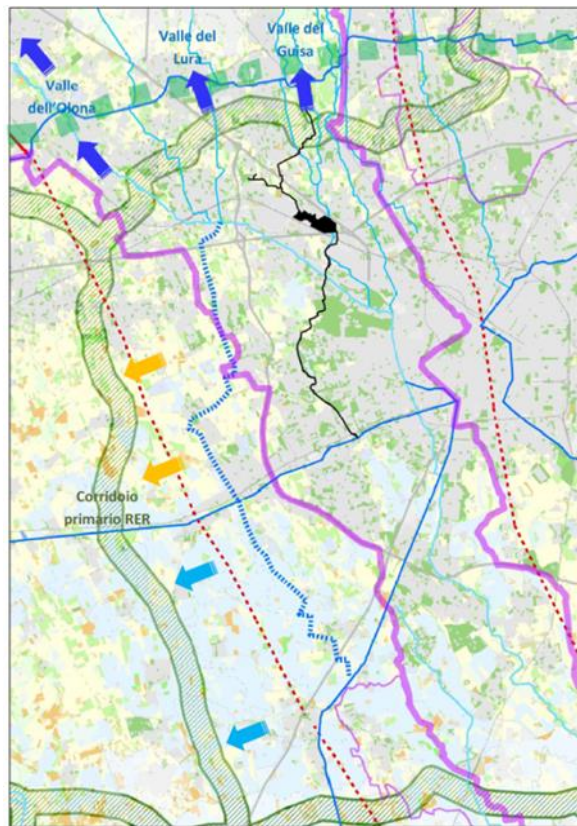 Valle del
Lura
Valle del
Guisa
Valle
dell'Olona
Corridoio
primario RER